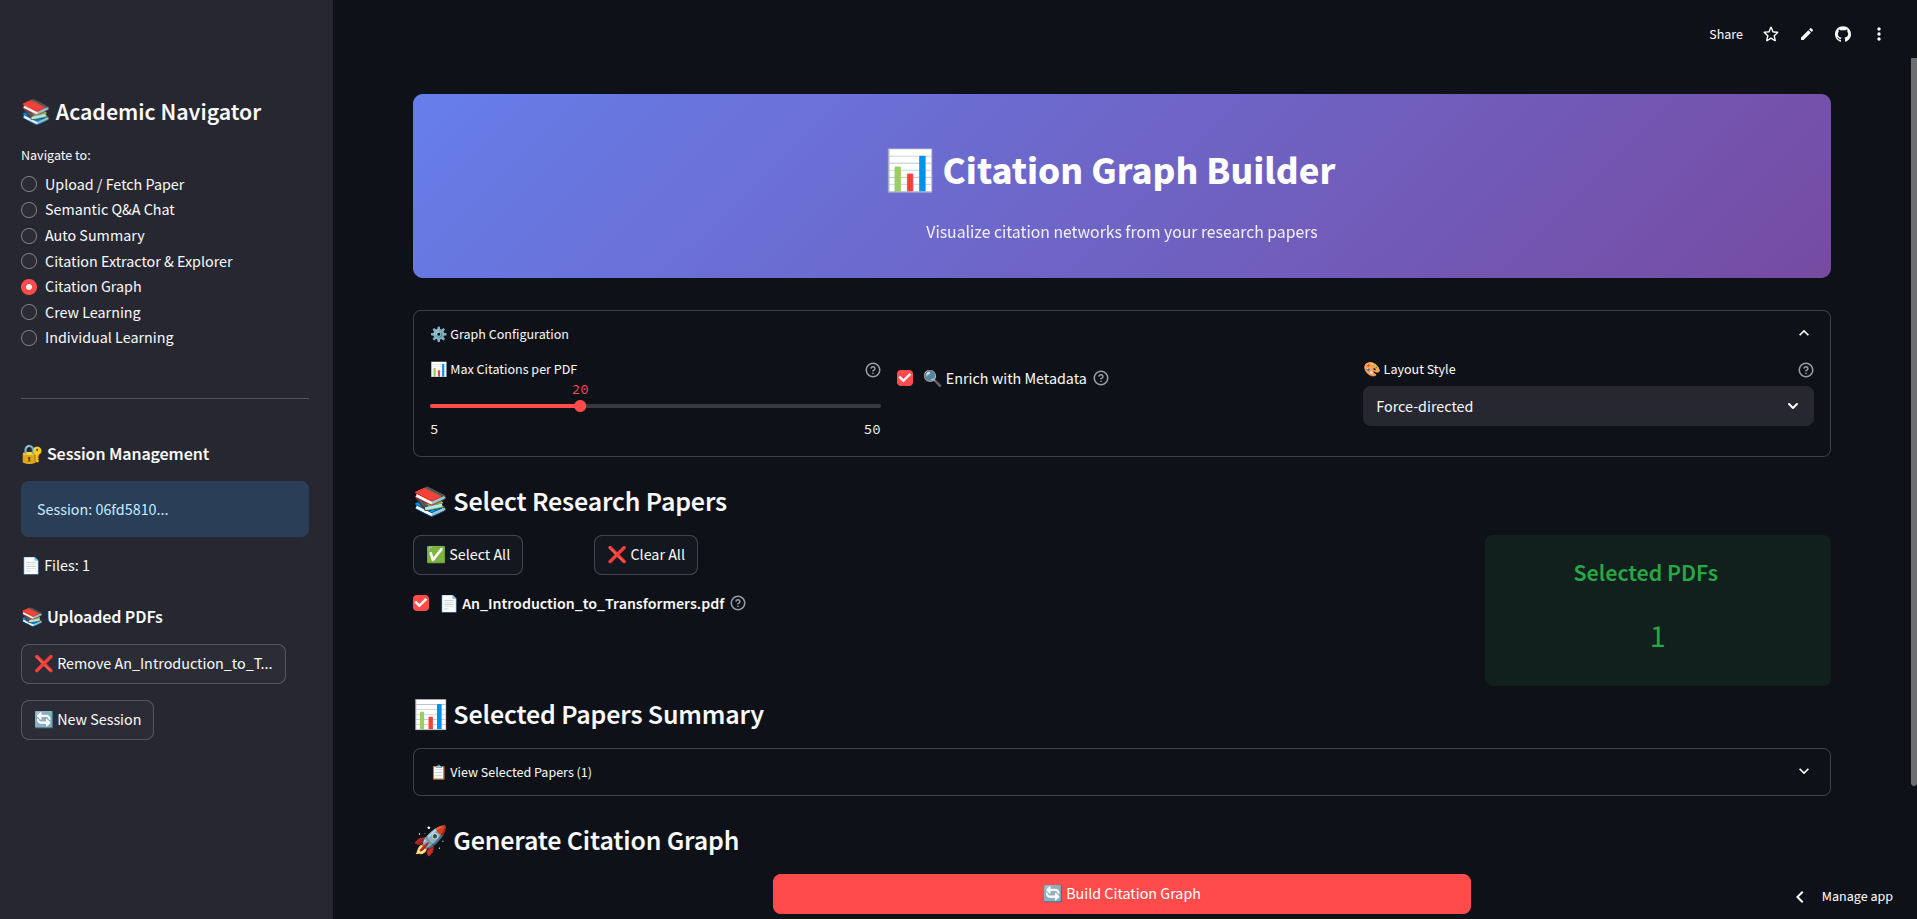 Share
Academic Navigator
Navigate to:
Upload / Fetch Paper
Semantic Q&A Chat
Auto Summary
Citation Extractor & Explorer
Citation Graph
Crew Learning
Individual Learning
Session Management
Session: 06fd5810...
Files: 1
Uploaded PDFs
Remove An_Introduction_to_T...
New Session
Citation Graph Builder
Visualize citation networks from your research papers
Graph Configuration
Max Citations per PDF
20
5
50
Enrich with Metadata
Layout Style
Force-directed
Select Research Papers
Select All
Clear All
An_Introduction_to_Transformers.pdf
Selected PDFs
1
Selected Papers Summary
View Selected Papers (1)
Generate Citation Graph
Build Citation Graph
Manage app